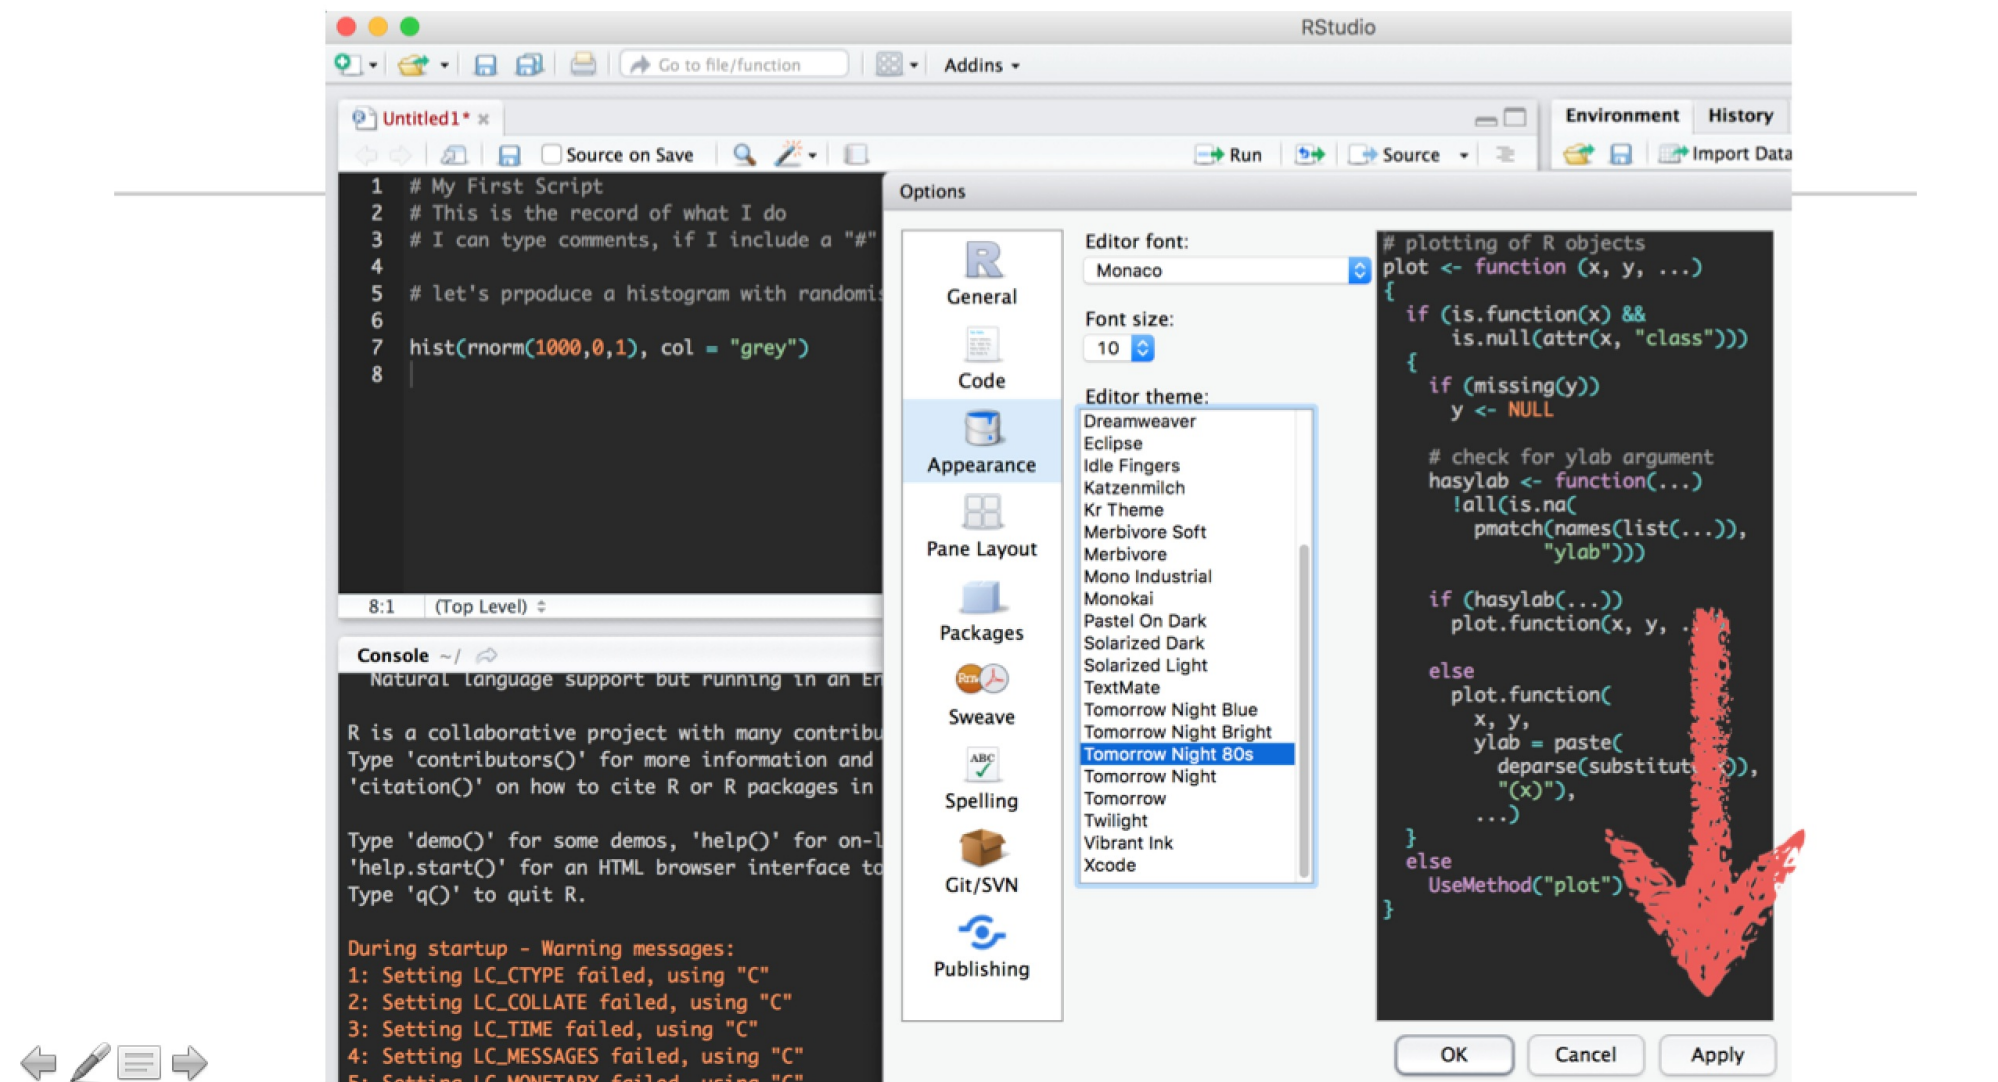 RStudio
Go to file/function
Addins
Untitled1*
Source on Save
Run
Source
Environment
History
Import Data
1 # My First Script
2 # This is the record of what I do
3 # I can type comments, if I include a "#"
4
5 # let's prpoduce a histogram with randomis
6
7 hist(rnorm(1000,0,1), col = "grey")
8
8:1 (Top Level)
Console ~/
Natural language support but running in an En
R is a collaborative project with many contribu
Type 'contributors()' for more information and
'citation()' on how to cite R or R packages in
Type 'demo()' for some demos, 'help()' for on-l
'help.start()' for an HTML browser interface to
Type 'q()' to quit R.
During startup - Warning messages:
1: Setting LC_CTYPE failed, using "C"
2: Setting LC_COLLATE failed, using "C"
3: Setting LC_TIME failed, using "C"
4: Setting LC_MESSAGES failed, using "C"
5: Setting LC_MONETARY failed, using "C"
Options
R
General
Code
Appearance
Pane Layout
Packages
Rnw
Sweave
ABC
Spelling
Git/SVN
Publishing
Editor font:
Monaco
Font size:
10
Editor theme:
Dreamweaver
Eclipse
Idle Fingers
Katzenmilch
Kr Theme
Merbivore Soft
Merbivore
Mono Industrial
Monokai
Pastel On Dark
Solarized Dark
Solarized Light
TextMate
Tomorrow Night Blue
Tomorrow Night Bright
Tomorrow Night 80s
Tomorrow Night
Tomorrow
Twilight
Vibrant Ink
Xcode
# plotting of R objects
plot <- function (x, y, ...)
{
if (is.function(x) &&
is.null(attr(x, "class")))
{
if (missing(y))
y <- NULL
# check for ylab argument
hasylab <- function(...)
!all(is.na(
pmatch(names(list(...)),
"ylab")))
if (hasylab(...))
plot.function(x, y, .
else
plot.function(
x, y,
ylab = paste(
deparse(substitut x)),
"(x)"),
...)
}
else
UseMethod("plot")
}
OK
Cancel
Apply